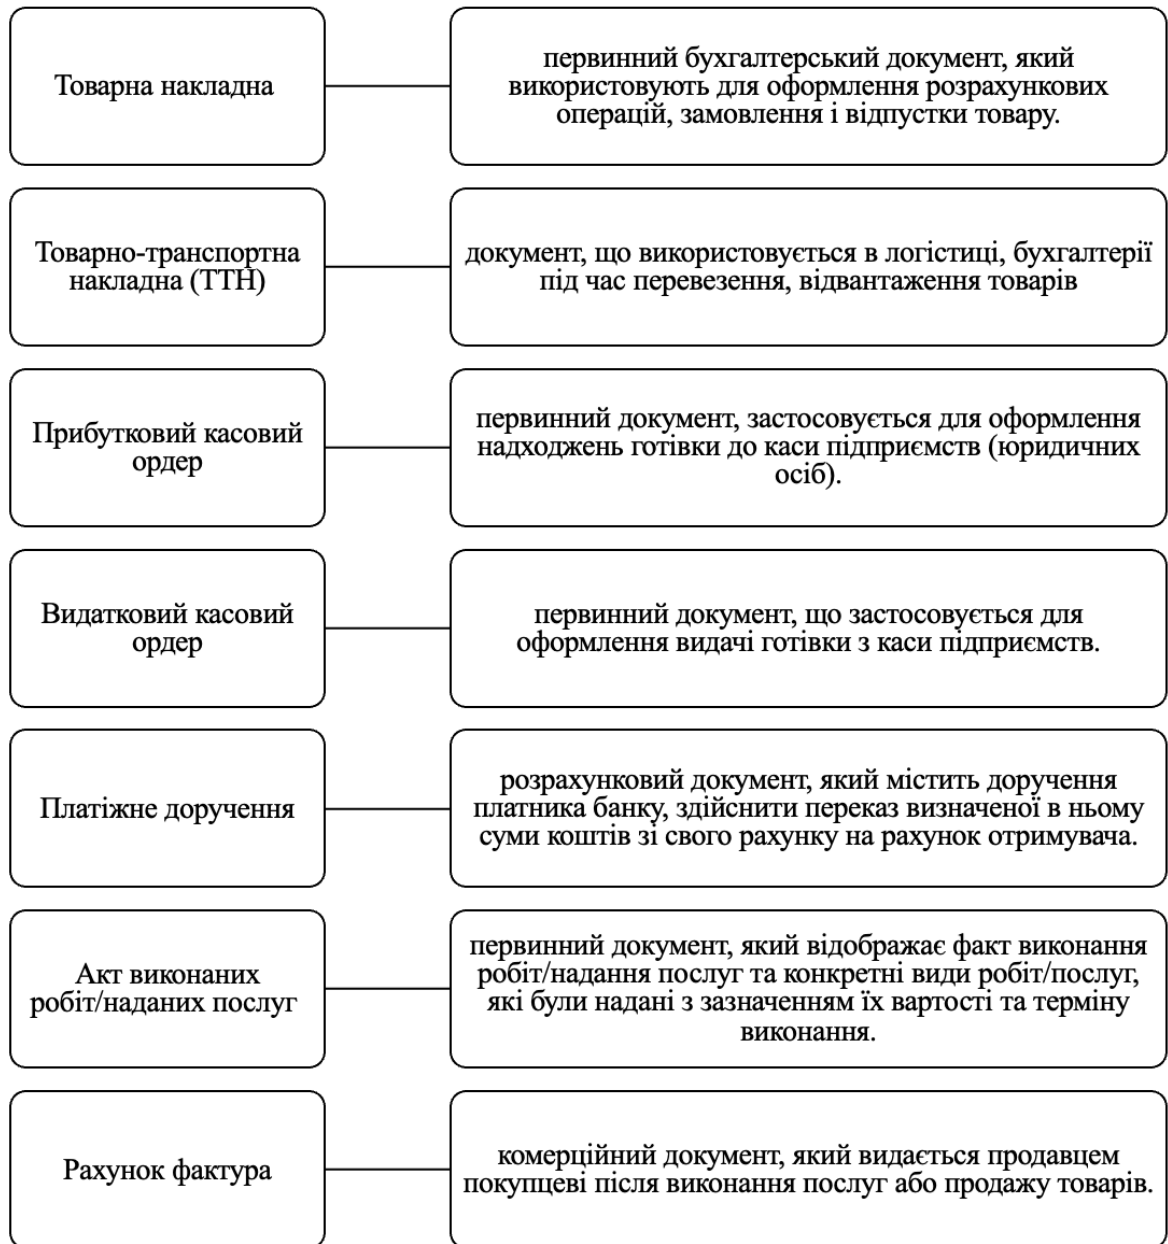 Товарна накладна
первинний бухгалтерський документ, який
використовують для оформлення розрахункових
операцій, замовлення і відпустки товару.
Товарно-транспортна
накладна (ТТН)
документ, що використовується в логістиці, бухгалтерії
під час перевезення, відвантаження товарів
Прибутковий касовий
ордер
первинний документ, застосовується для оформлення
надходжень готівки до каси підприємств (юридичних
осіб).
Видатковий касовий
ордер
первинний документ, що застосовується для
оформлення видачі готівки з каси підприємств.
Платіжне доручення
розрахунковий документ, який містить доручення
платника банку, здійснити переказ визначеної в ньому
суми коштів зі свого рахунку на рахунок отримувача.
Акт виконаних
робіт/наданих послуг
первинний документ, який відображає факт виконання
робіт/надання послуг та конкретні види робіт/послуг,
які були надані з зазначенням їх вартості та терміну
виконання.
Рахунок фактура
комерційний документ, який видається продавцем
покупцеві після виконання послуг або продажу товарів.